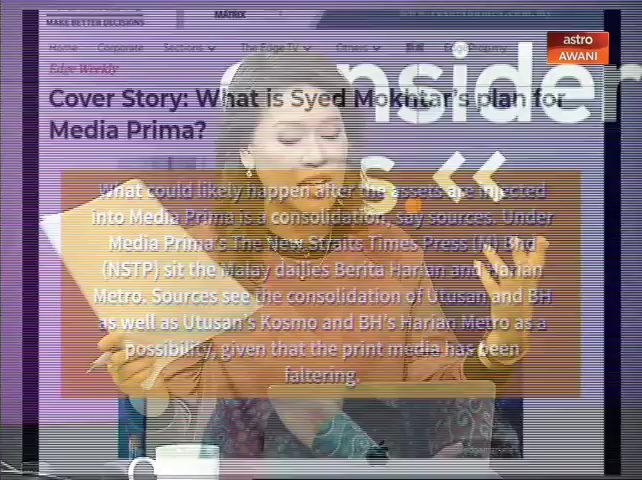 MAKE BETTER DECISIONS
MATRIX
Home Corporate Sections The Edge TV Others EdgeProp.my
astro
AWANI
Edge Weekly
Cover Story: What is Syed Mokhtar's plan for
Media Prima?
nsider
s «
What could likely happen after the assets are injected
into Media Prima is a consolidation, say sources. Under
Media Prima's The New Straits Times Press (M) Bhd
(NSTP) sit the Malay dailies Berita Harian and Harian
Metro. Sources see the consolidation of Utusan and BH
as well as Utusan's Kosmo and BH's Harian Metro as a
possibility, given that the print media has been
faltering.